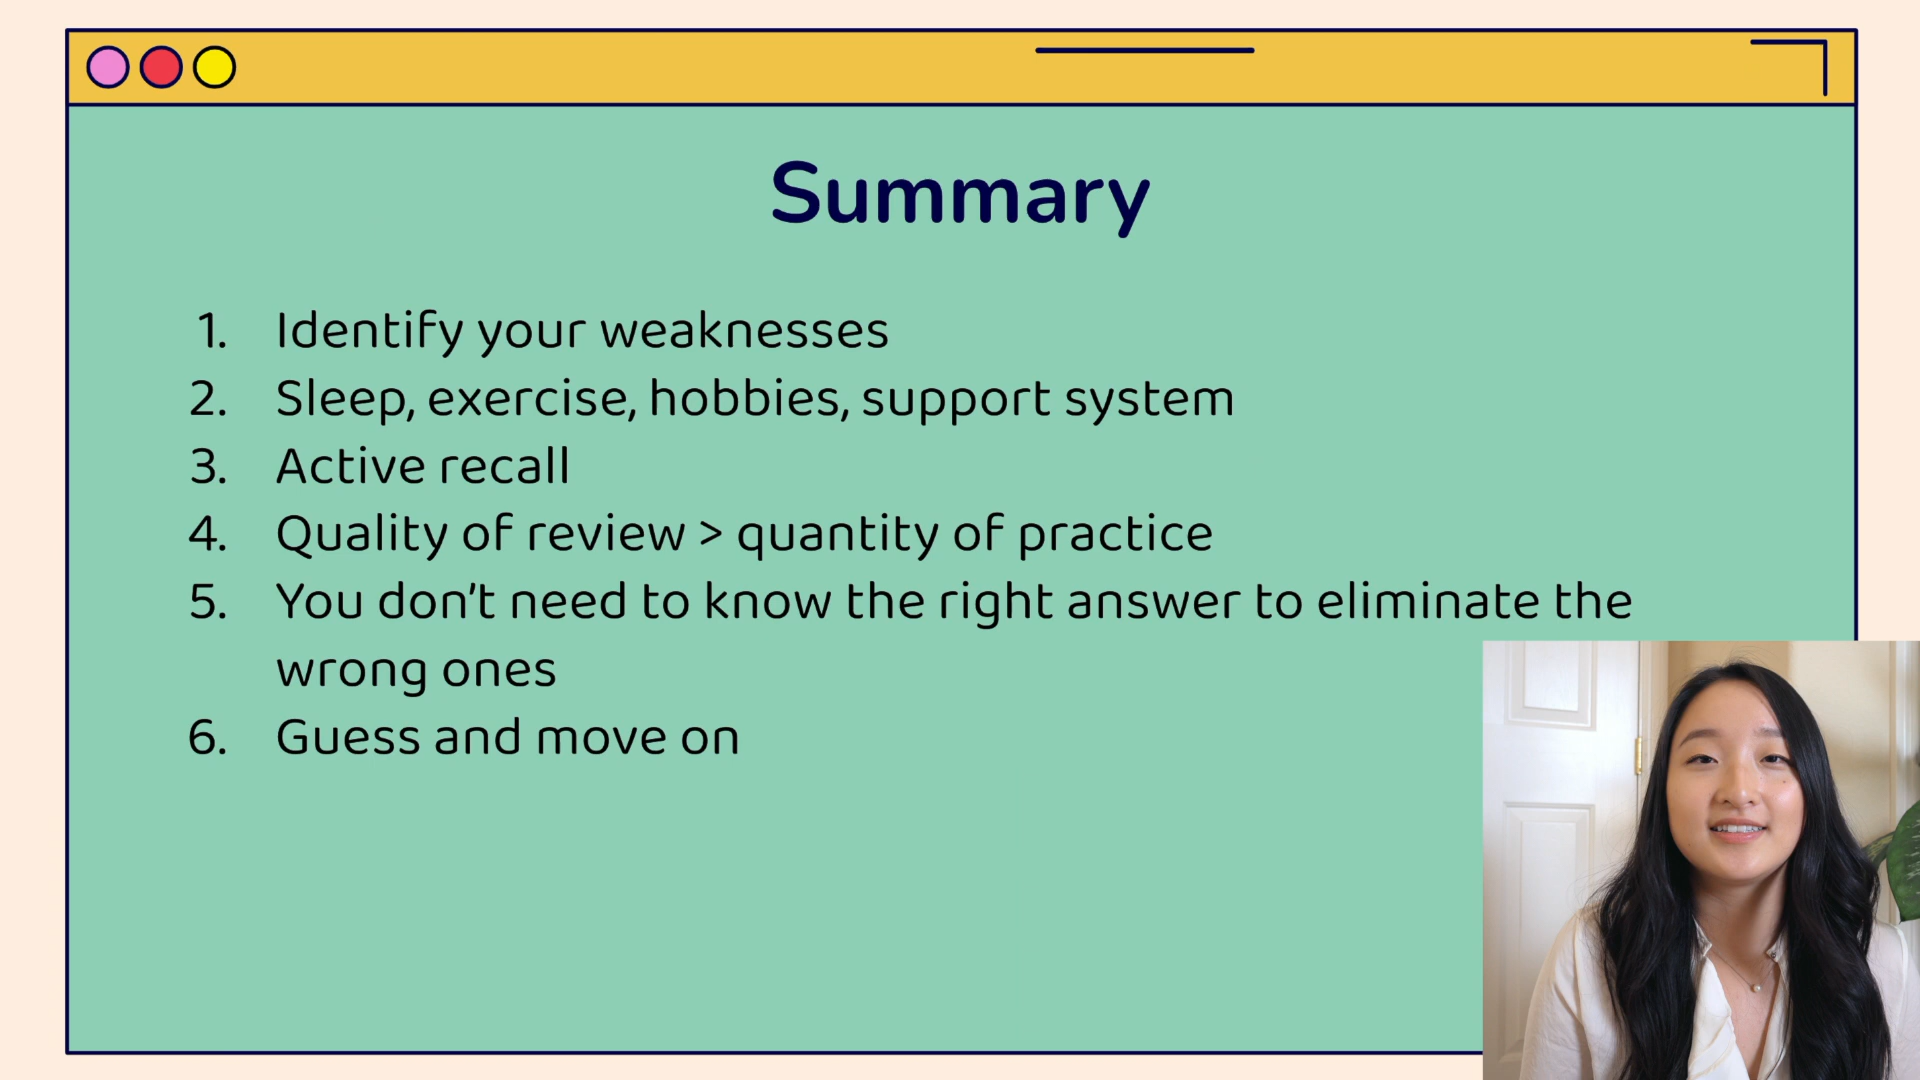 Summary
1. Identify your weaknesses
2. Sleep, exercise, hobbies, support system
3. Active recall
4. Quality of review > quantity of practice
5. You don't need to know the right answer to eliminate the
wrong ones
6. Guess and move on